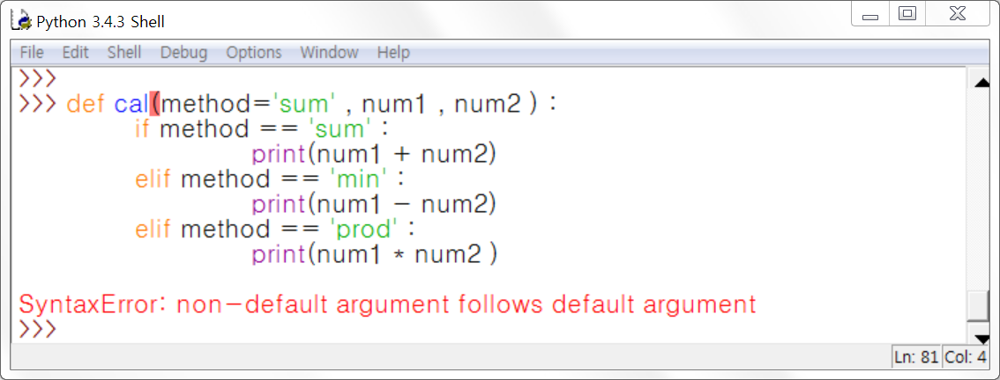 Python 3.4.3 Shell
File Edit Shell Debug Options Window Help
>>>
>>> def cal(method='sum' , num1 , num2 ) :
if method == 'sum' :
print(num1 + num2)
elif method == 'min' :
print(num1 - num2)
elif method == 'prod' :
print(num1 * num2 )
SyntaxError: non-default argument follows default argument
>>>
Ln: 81 Col: 4